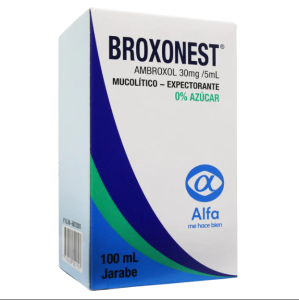 BROXONEST®
AMBROXOL 30mg /5mL
MUCOLÍTICO – EXPECTORANTE
0% AZÚCAR
α
Alfa
me hace bien
100 mL
Jarabe